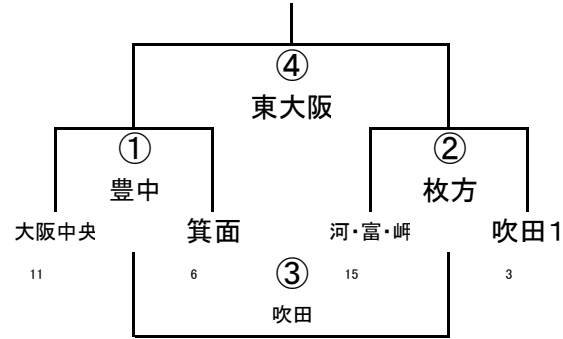 ④
東大阪
① ②
豊中 枚方
大阪中央 箕面 河・富・岬 吹田1
11 6 ③ 15 3
吹田